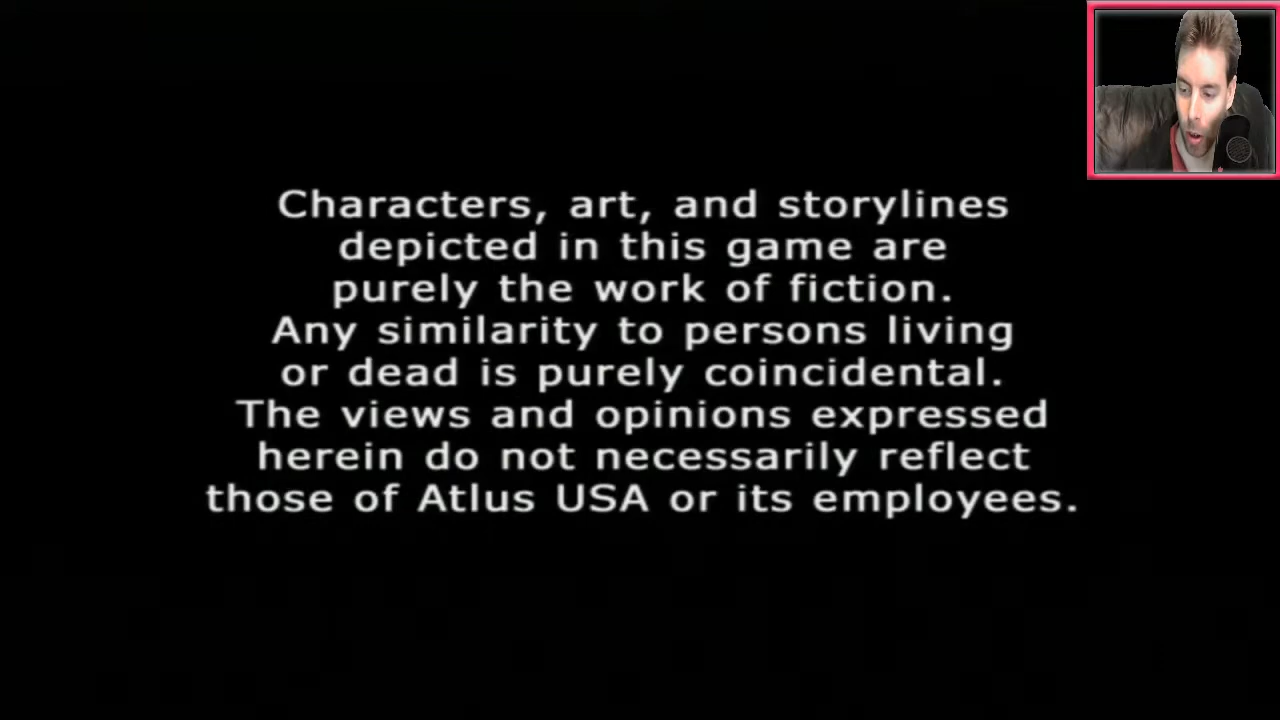 Characters, art, and storylines
depicted in this game are
purely the work of fiction.
Any similarity to persons living
or dead is purely coincidental.
The views and opinions expressed
herein do not necessarily reflect
those of Atlus USA or its employees.